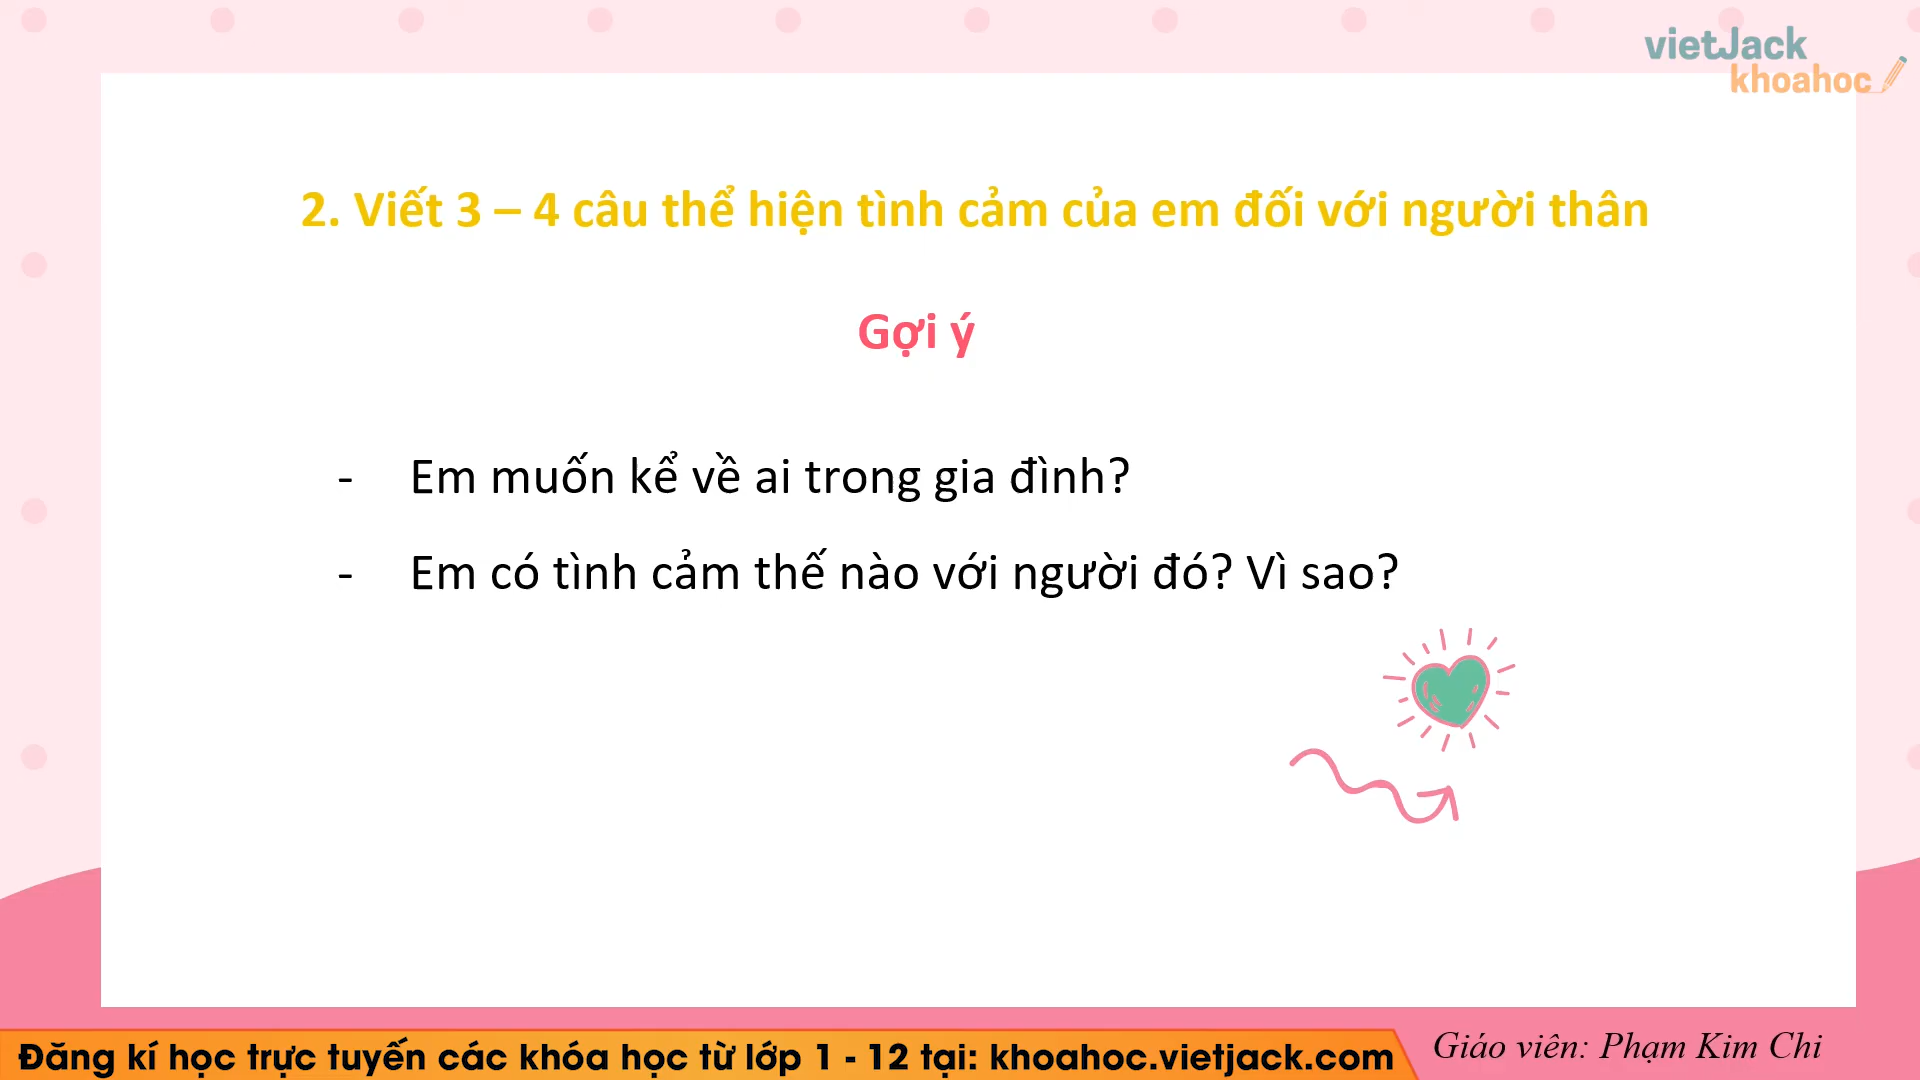 vietJack
khoahoc
2. Viết 3 – 4 câu thể hiện tình cảm của em đối với người thân
Gợi ý
- Em muốn kể về ai trong gia đình?
- Em có tình cảm thế nào với người đó? Vì sao?
Đăng kí học trực tuyến các khóa học từ lớp 1 - 12 tại: khoahoc.vietjack.com
Giáo viên: Phạm Kim Chi